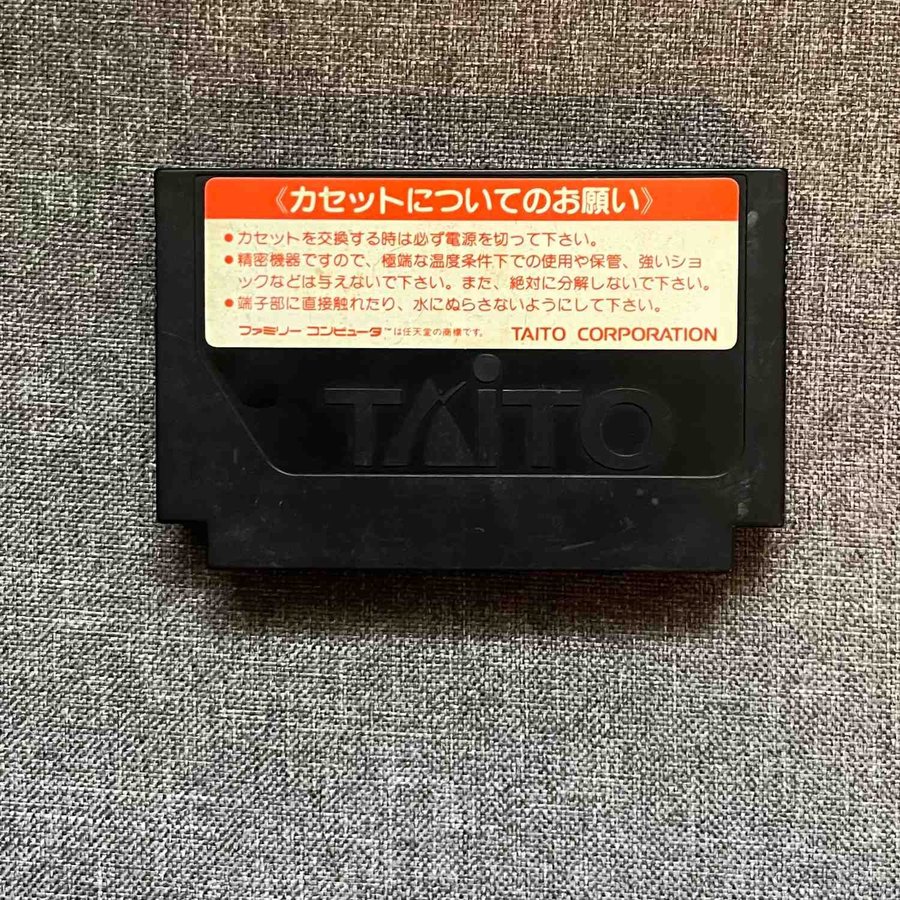 《カセットについてのお願い》
●カセットを交換する時は必ず電源を切って下さい。
●精密機器ですので、極端な温度条件下での使用や保管、強いショ
ックなどは与えないで下さい。また、絶対に分解しないで下さい。
●端子部に直接触れたり、水にぬらさないようにして下さい。
ファミリー コンピュータ™は任天堂の商標です。 TAITO CORPORATION
TAiTO